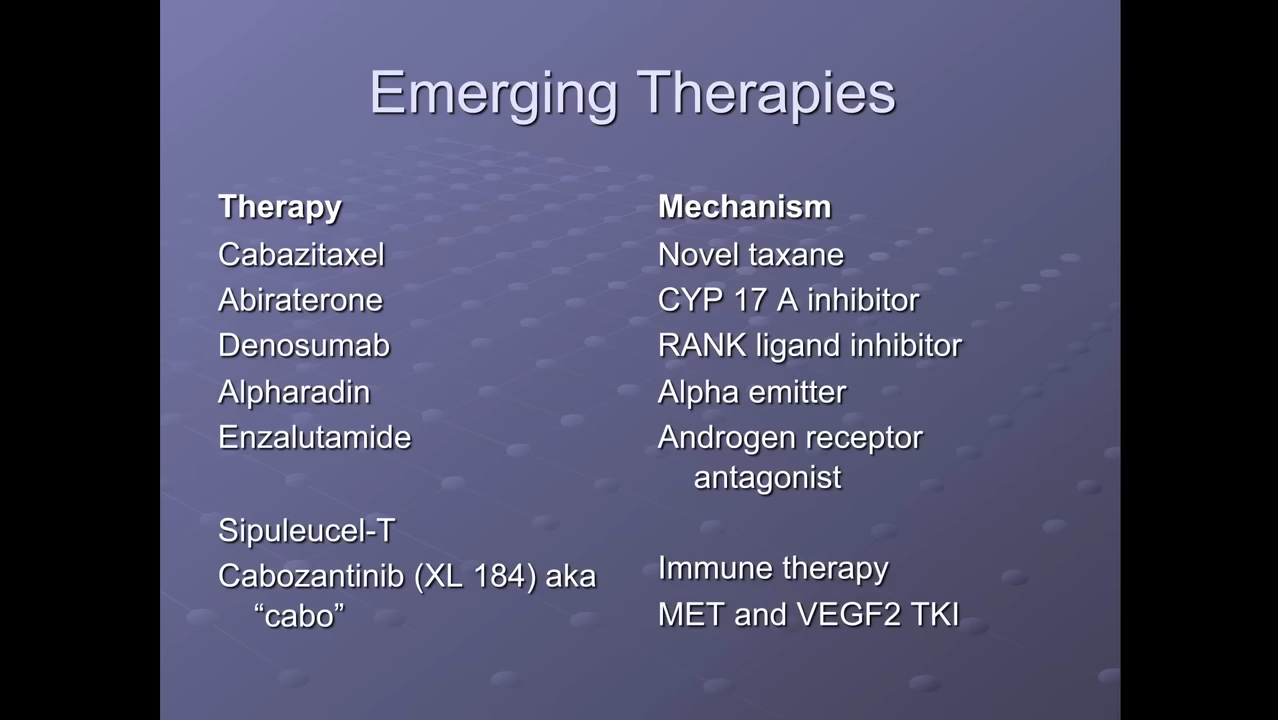 Emerging Therapies
Therapy
Cabazitaxel
Abiraterone
Denosumab
Alpharadin
Enzalutamide
Sipuleucel-T
Cabozantinib (XL 184) aka
“cabo”
Mechanism
Novel taxane
CYP 17 A inhibitor
RANK ligand inhibitor
Alpha emitter
Androgen receptor
antagonist
Immune therapy
MET and VEGF2 TKI